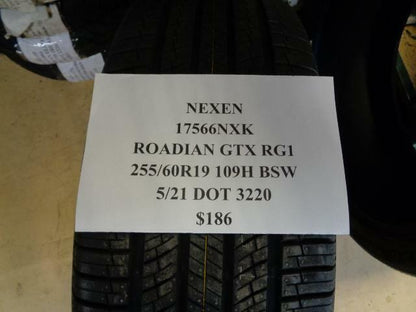 NEXEN
17566NXK
ROADIAN GTX RG1
255/60R19 109H BSW
5/21 DOT 3220
$186